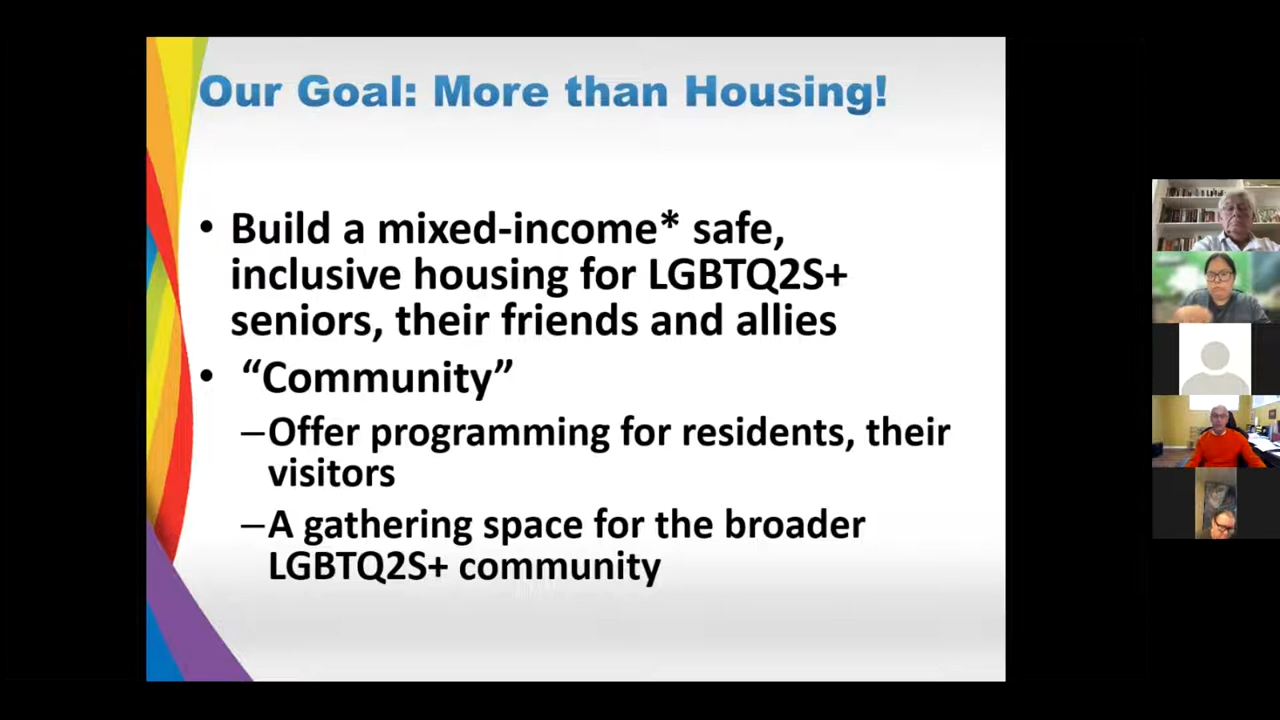 Our Goal: More than Housing!
• Build a mixed-income* safe,
inclusive housing for LGBTQ2S+
seniors, their friends and allies
• “Community”
–Offer programming for residents, their
visitors
–A gathering space for the broader
LGBTQ2S+ community